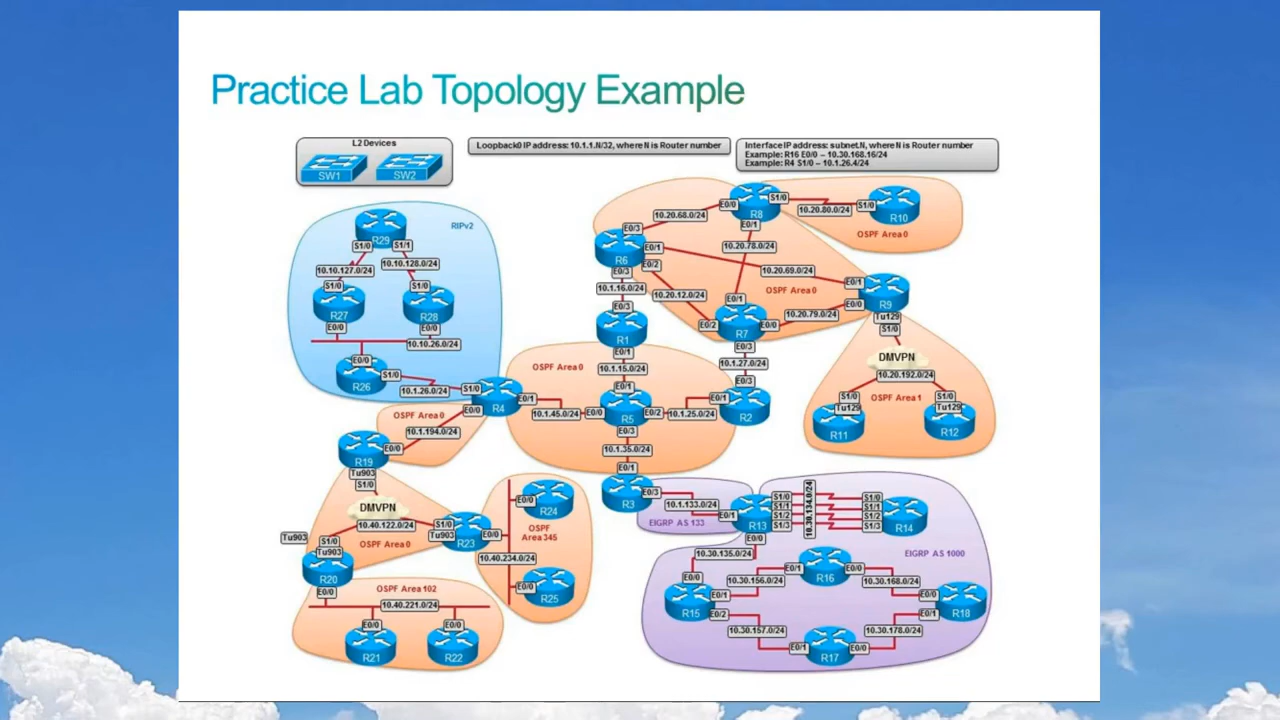 Practice Lab Topology Example
L2 Devices
SW1
SW2
Loopback0 IP address: 10.1.1.N/32, where N is Router number
Interface IP address: subnet.N, where N is Router number
Example: R16 E0/0 – 10.30.168.16/24
Example: R4 S1/0 – 10.1.26.4/24
RIPv2
R29
S1/0
S1/1
10.10.127.0/24
10.10.128.0/24
S1/0
S1/0
R27
R28
E0/0
E0/0
10.10.26.0/24
E0/0
R26
S1/0
10.1.26.0/24
S1/0
R4
E0/1
E0/0
OSPF Area 0
10.1.194.0/24
E0/0
R19
Tu903
S1/0
DMVPN
10.40.122.0/24
OSPF Area 0
S1/0
Tu903
R23
E0/0
Tu903
S1/0
Tu903
R20
E0/0
OSPF Area 102
10.40.221.0/24
E0/0
E0/0
R21
R22
E0/0
R24
OSPF
Area 345
10.40.234.0/24
E0/0
R25
R8
E0/0
S1/0
E0/1
10.20.68.0/24
10.20.80.0/24
S1/0
R10
OSPF Area 0
E0/3
R6
E0/1
E0/2
E0/3
10.20.78.0/24
10.20.69.0/24
10.20.12.0/24
OSPF Area 0
E0/1
E0/0
R9
Tu129
S1/0
10.20.79.0/24
E0/1
E0/2
R7
E0/0
E0/3
10.1.16.0/24
E0/3
R1
E0/1
10.1.27.0/24
E0/3
R2
E0/1
OSPF Area 0
10.1.15.0/24
E0/1
10.1.45.0/24
E0/0
R5
E0/2
10.1.25.0/24
E0/3
10.1.35.0/24
E0/1
R3
E0/3
DMVPN
10.20.192.0/24
OSPF Area 1
S1/0
Tu129
R11
S1/0
Tu129
R12
10.1.133.0/24
E0/1
EIGRP AS 133
R13
E0/0
S1/0
S1/1
S1/2
S1/3
10.30.134.0/24
S1/0
S1/1
S1/2
S1/3
R14
EIGRP AS 1000
10.30.135.0/24
E0/0
R15
E0/1
E0/2
10.30.156.0/24
E0/1
R16
E0/0
10.30.168.0/24
E0/0
R18
E0/1
10.30.157.0/24
E0/1
R17
E0/0
10.30.178.0/24